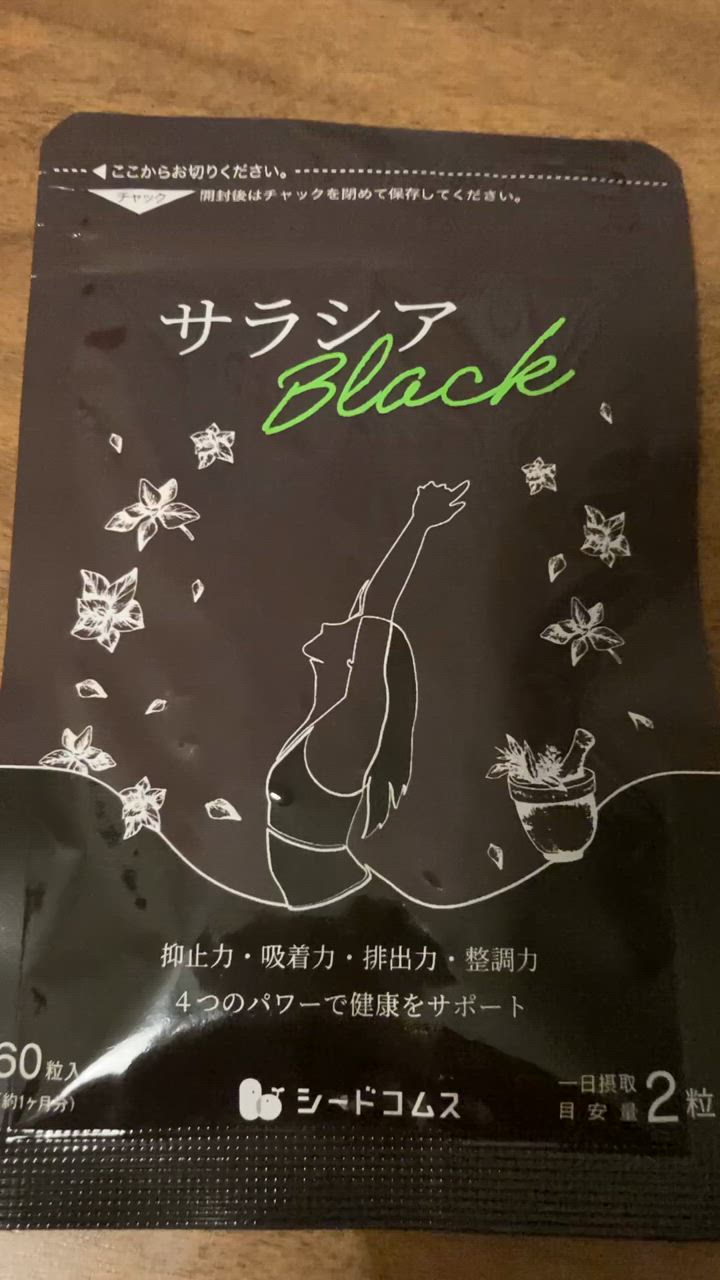 ここからお切りください。
チャック
開封後はチャックを閉めて保存してください。
サラシア
Black
抑止力・吸着力・排出力・整調力
4つのパワーで健康をサポート
60粒入
(約1ヶ月分)
シードコムス
一日摂取
目安量
2粒